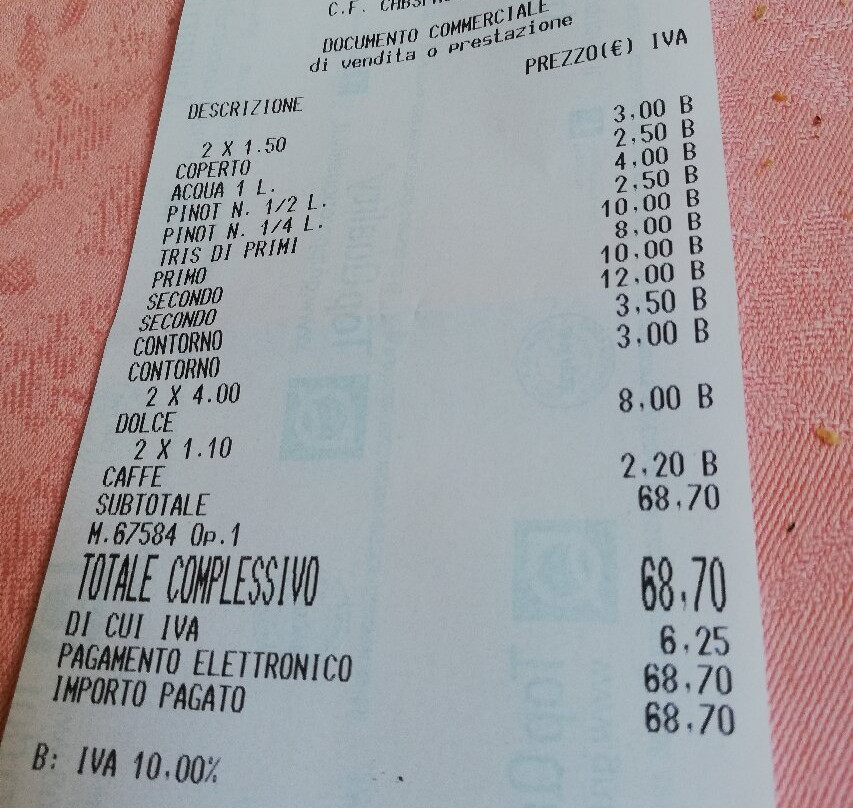 C.F.
DOCUMENTO COMMERCIALE
di vendita o prestazione
DESCRIZIONE PREZZO(€) IVA
2 X 1.50
COPERTO 3,00 B
ACQUA 1 L. 2,50 B
PINOT N. 1/2 L. 4,00 B
PINOT N. 1/4 L. 2,50 B
TRIS DI PRIMI 10,00 B
PRIMO 8,00 B
SECONDO 10,00 B
SECONDO 12,00 B
CONTORNO 3,50 B
CONTORNO 3,00 B
2 X 4.00
DOLCE 8,00 B
2 X 1.10
CAFFE 2,20 B
SUBTOTALE 68,70
M.67584 Op.1
TOTALE COMPLESSIVO 68,70
DI CUI IVA 6,25
PAGAMENTO ELETTRONICO 68,70
IMPORTO PAGATO 68,70
B: IVA 10,00%